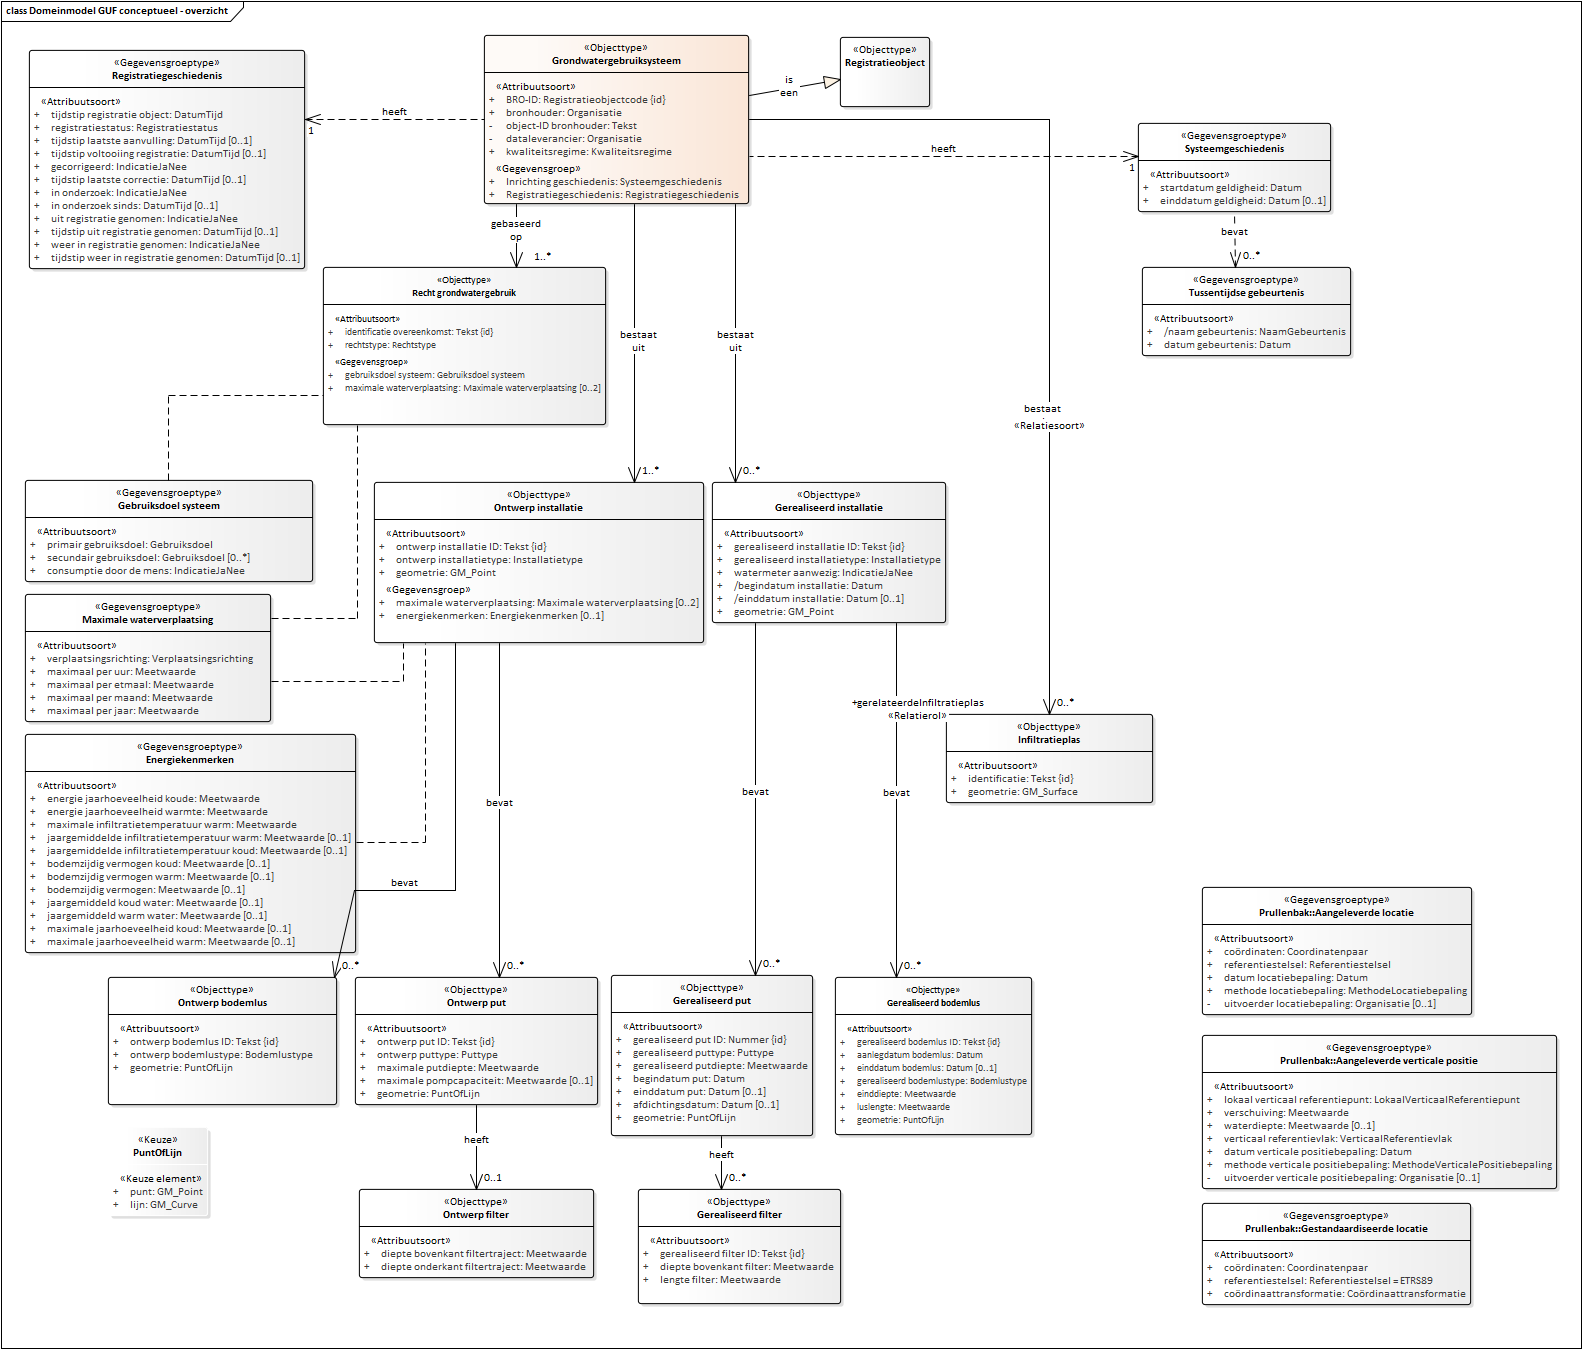 class Domeinmodel GUF conceptueel - overzicht
«Gegevensgroeptype»
Registratiegeschiedenis
«Attribuutsoort»
+ tijdstip registratie object: DatumTijd
+ registratiestatus: Registratiestatus
+ tijdstip laatste aanvulling: DatumTijd [0..1]
+ tijdstip voltooiing registratie: DatumTijd [0..1]
+ gecorrigeerd: IndicatieJaNee
+ tijdstip laatste correctie: DatumTijd [0..1]
+ in onderzoek: IndicatieJaNee
+ in onderzoek sinds: DatumTijd [0..1]
+ uit registratie genomen: IndicatieJaNee
+ tijdstip uit registratie genomen: DatumTijd [0..1]
+ weer in registratie genomen: IndicatieJaNee
+ tijdstip weer in registratie genomen: DatumTijd [0..1]
heeft
1
«Objecttype»
Grondwatergebruiksysteem
«Attribuutsoort»
+ BRO-ID: Registratieobjectcode {id}
+ bronhouder: Organisatie
- object-ID bronhouder: Tekst
- dataleverancier: Organisatie
+ kwaliteitsregime: Kwaliteitsregime
«Gegevensgroep»
+ Inrichting geschiedenis: Systeemgeschiedenis
+ Registratiegeschiedenis: Registratiegeschiedenis
is
een
«Objecttype»
Registratieobject
heeft
1
«Gegevensgroeptype»
Systeemgeschiedenis
«Attribuutsoort»
+ startdatum geldigheid: Datum
+ einddatum geldigheid: Datum [0..1]
bevat
0..*
«Gegevensgroeptype»
Tussentijdse gebeurtenis
«Attribuutsoort»
+ /naam gebeurtenis: NaamGebeurtenis
+ datum gebeurtenis: Datum
gebaseerd
op
1..*
«Objecttype»
Recht grondwatergebruik
«Attribuutsoort»
+ identificatie overeenkomst: Tekst {id}
+ rechtstype: Rechtstype
«Gegevensgroep»
+ gebruiksdoel systeem: Gebruiksdoel systeem
+ maximale waterverplaatsing: Maximale waterverplaatsing [0..2]
bestaat
uit
1..*
bestaat
uit
0..*
bestaat
«Relatiesoort»
0..*
«Gegevensgroeptype»
Gebruiksdoel systeem
«Attribuutsoort»
+ primair gebruiksdoel: Gebruiksdoel
+ secundair gebruiksdoel: Gebruiksdoel [0..*]
+ consumptie door de mens: IndicatieJaNee
«Objecttype»
Ontwerp installatie
«Attribuutsoort»
+ ontwerp installatie ID: Tekst {id}
+ ontwerp installatietype: Installatietype
+ geometrie: GM_Point
«Gegevensgroep»
+ maximale waterverplaatsing: Maximale waterverplaatsing [0..2]
+ energiekenmerken: Energiekenmerken [0..1]
«Objecttype»
Gerealiseerd installatie
«Attribuutsoort»
+ gerealiseerd installatie ID: Tekst {id}
+ gerealiseerd installatietype: Installatietype
+ watermeter aanwezig: IndicatieJaNee
+ /begindatum installatie: Datum
+ /einddatum installatie: Datum [0..1]
+ geometrie: GM_Point
«Gegevensgroeptype»
Maximale waterverplaatsing
«Attribuutsoort»
+ verplaatsingsrichting: Verplaatsingsrichting
+ maximaal per uur: Meetwaarde
+ maximaal per etmaal: Meetwaarde
+ maximaal per maand: Meetwaarde
+ maximaal per jaar: Meetwaarde
+gerelateerdeInfiltratieplas
«Relatierol»
«Objecttype»
Infiltratieplas
«Attribuutsoort»
+ identificatie: Tekst {id}
+ geometrie: GM_Surface
«Gegevensgroeptype»
Energiekenmerken
«Attribuutsoort»
+ energie jaarhoeveelheid koude: Meetwaarde
+ energie jaarhoeveelheid warmte: Meetwaarde
+ maximale infiltratietemperatuur warm: Meetwaarde
+ jaargemiddelde infiltratietemperatuur warm: Meetwaarde [0..1]
+ jaargemiddelde infiltratietemperatuur koud: Meetwaarde [0..1]
+ bodemzijdig vermogen koud: Meetwaarde [0..1]
+ bodemzijdig vermogen warm: Meetwaarde [0..1]
+ bodemzijdig vermogen: Meetwaarde [0..1]
+ jaargemiddeld koud water: Meetwaarde [0..1]
+ jaargemiddeld warm water: Meetwaarde [0..1]
+ maximale jaarhoeveelheid koud: Meetwaarde [0..1]
+ maximale jaarhoeveelheid warm: Meetwaarde [0..1]
bevat
0..*
bevat
0..*
bevat
0..*
bevat
0..*
«Objecttype»
Ontwerp bodemlus
«Attribuutsoort»
+ ontwerp bodemlus ID: Tekst {id}
+ ontwerp bodemlustype: Bodemlustype
+ geometrie: PuntOfLijn
«Objecttype»
Ontwerp put
«Attribuutsoort»
+ ontwerp put ID: Tekst {id}
+ ontwerp puttype: Puttype
+ maximale putdiepte: Meetwaarde
+ maximale pompcapaciteit: Meetwaarde [0..1]
+ geometrie: PuntOfLijn
«Objecttype»
Gerealiseerd put
«Attribuutsoort»
+ gerealiseerd put ID: Nummer {id}
+ gerealiseerd puttype: Puttype
+ gerealiseerd putdiepte: Meetwaarde
+ begindatum put: Datum
+ einddatum put: Datum [0..1]
+ afdichtingsdatum: Datum [0..1]
+ geometrie: PuntOfLijn
«Objecttype»
Gerealiseerd bodemlus
«Attribuutsoort»
+ gerealiseerd bodemlus ID: Tekst {id}
+ aanlegdatum bodemlus: Datum
+ einddatum bodemlus: Datum [0..1]
+ gerealiseerd bodemlustype: Bodemlustype
+ einddiepte: Meetwaarde
+ luslengte: Meetwaarde
+ geometrie: PuntOfLijn
«Keuze»
PuntOfLijn
«Keuze element»
+ punt: GM_Point
+ lijn: GM_Curve
heeft
0..1
«Objecttype»
Ontwerp filter
«Attribuutsoort»
+ diepte bovenkant filtertraject: Meetwaarde
+ diepte onderkant filtertraject: Meetwaarde
heeft
0..*
«Objecttype»
Gerealiseerd filter
«Attribuutsoort»
+ gerealiseerd filter ID: Tekst {id}
+ diepte bovenkant filter: Meetwaarde
+ lengte filter: Meetwaarde
«Gegevensgroeptype»
Prullenbak::Aangeleverde locatie
«Attribuutsoort»
+ coördinaten: Coordinatenpaar
+ referentiestelsel: Referentiestelsel
+ datum locatiebepaling: Datum
+ methode locatiebepaling: MethodeLocatiebepaling
- uitvoerder locatiebepaling: Organisatie [0..1]
«Gegevensgroeptype»
Prullenbak::Aangeleverde verticale positie
«Attribuutsoort»
+ lokaal verticaal referentiepunt: LokaalVerticaalReferentiepunt
+ verschuiving: Meetwaarde
+ waterdiepte: Meetwaarde [0..1]
+ verticaal referentievlak: VerticaalReferentievlak
+ datum verticale positiebepaling: Datum
+ methode verticale positiebepaling: MethodeVerticalePositiebepaling
- uitvoerder verticale positiebepaling: Organisatie [0..1]
«Gegevensgroeptype»
Prullenbak::Gestandaardiseerde locatie
«Attribuutsoort»
+ coördinaten: Coordinatenpaar
+ referentiestelsel: Referentiestelsel = ETRS89
+ coördinaattransformatie: Coördinaattransformatie